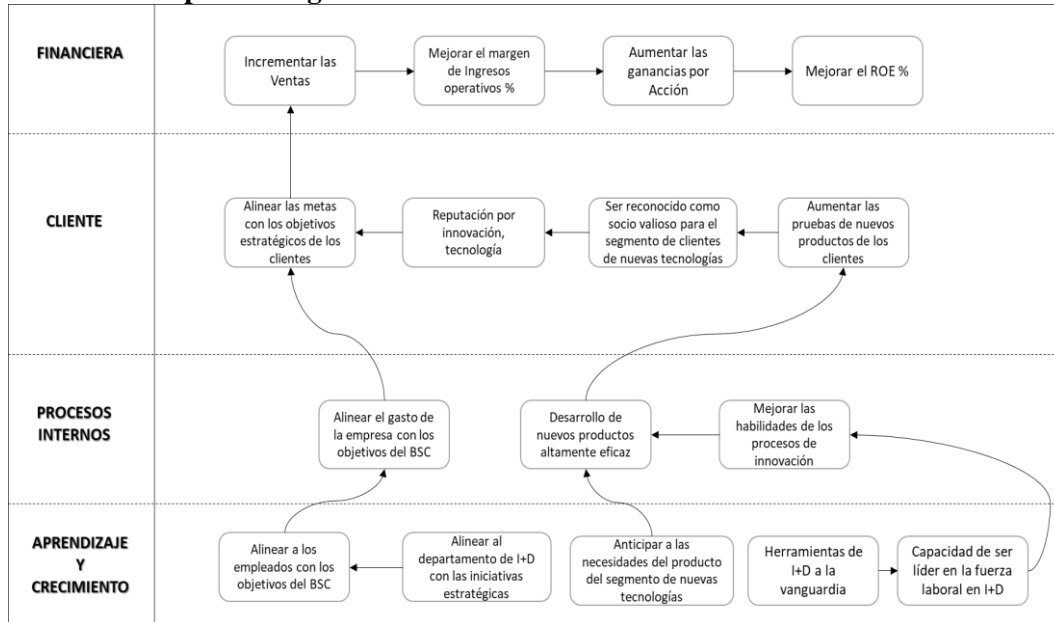 FINANCIERA
Incrementar las
Ventas
Mejorar el margen
de Ingresos
operativos %
Aumentar las
ganancias por
Acción
Mejorar el ROE %
CLIENTE
Alinear las metas
con los objetivos
estratégicos de los
clientes
Reputación por
innovación,
tecnología
Ser reconocido como
socio valioso para el
segmento de clientes
de nuevas tecnologías
Aumentar las
pruebas de nuevos
productos de los
clientes
PROCESOS
INTERNOS
Alinear el gasto de
la empresa con los
objetivos del BSC
Desarrollo de
nuevos productos
altamente eficaz
Mejorar las
habilidades de los
procesos de
innovación
APRENDIZAJE
Y
CRECIMIENTO
Alinear a los
empleados con los
objetivos del BSC
Alinear al
departamento de I+D
con las iniciativas
estratégicas
Anticipar a las
necesidades del producto
del segmento de nuevas
tecnologías
Herramientas de
I+D a la
vanguardia
Capacidad de ser
líder en la fuerza
laboral en I+D